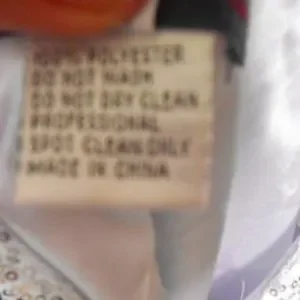 100% POLYESTER
DO NOT WASH
DO NOT DRY CLEAN
PROFESSIONAL
SPOT CLEAN ONLY
MADE IN CHINA